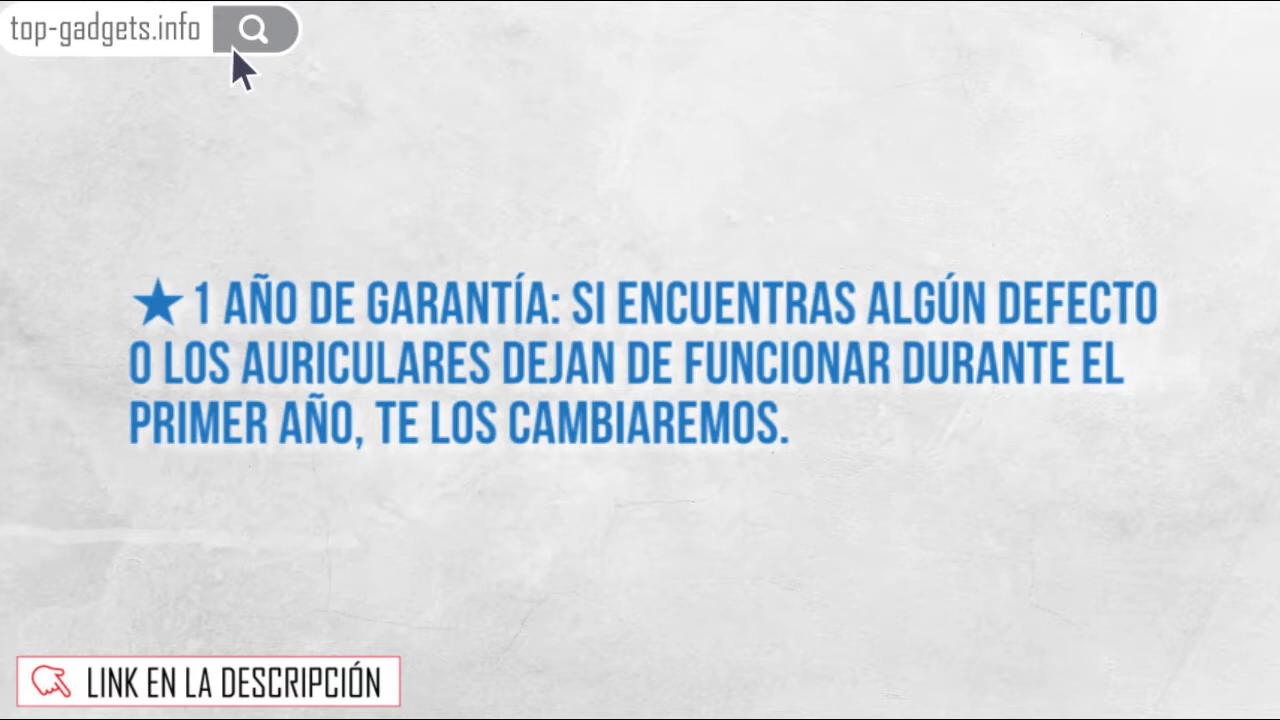 top-gadgets.info
★ 1 AÑO DE GARANTÍA: SI ENCUENTRAS ALGÚN DEFECTO
O LOS AURICULARES DEJAN DE FUNCIONAR DURANTE EL
PRIMER AÑO, TE LOS CAMBIAREMOS.
LINK EN LA DESCRIPCIÓN